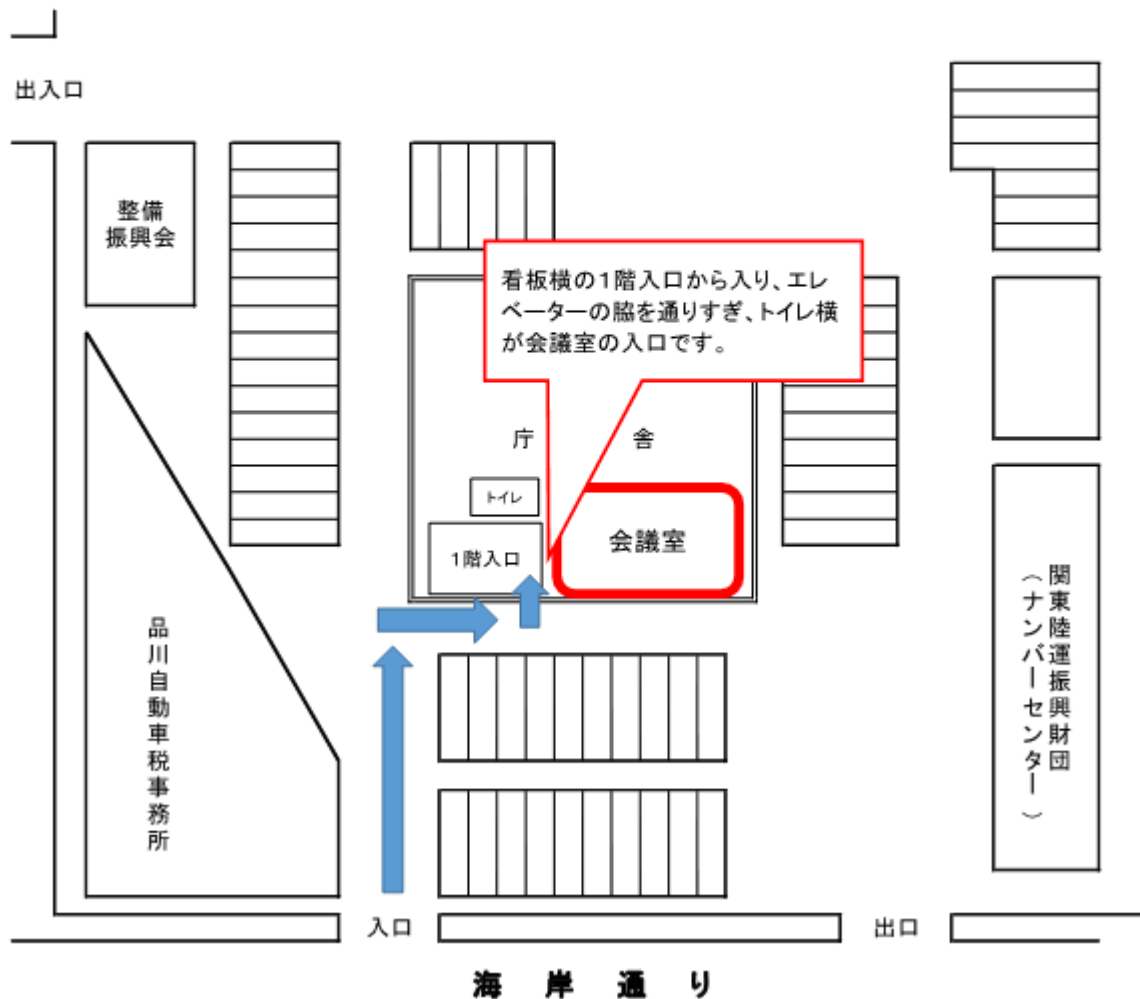 出入口
整備
振興会
看板横の1階入口から入り、エレ
ベーターの脇を通りすぎ、トイレ横
が会議室の入口です。
庁 舎
トイレ
1階入口
会議室
品川自動車税事務所
関東陸運振興財団
（ナンバーセンター）
入口
出口
海岸通り